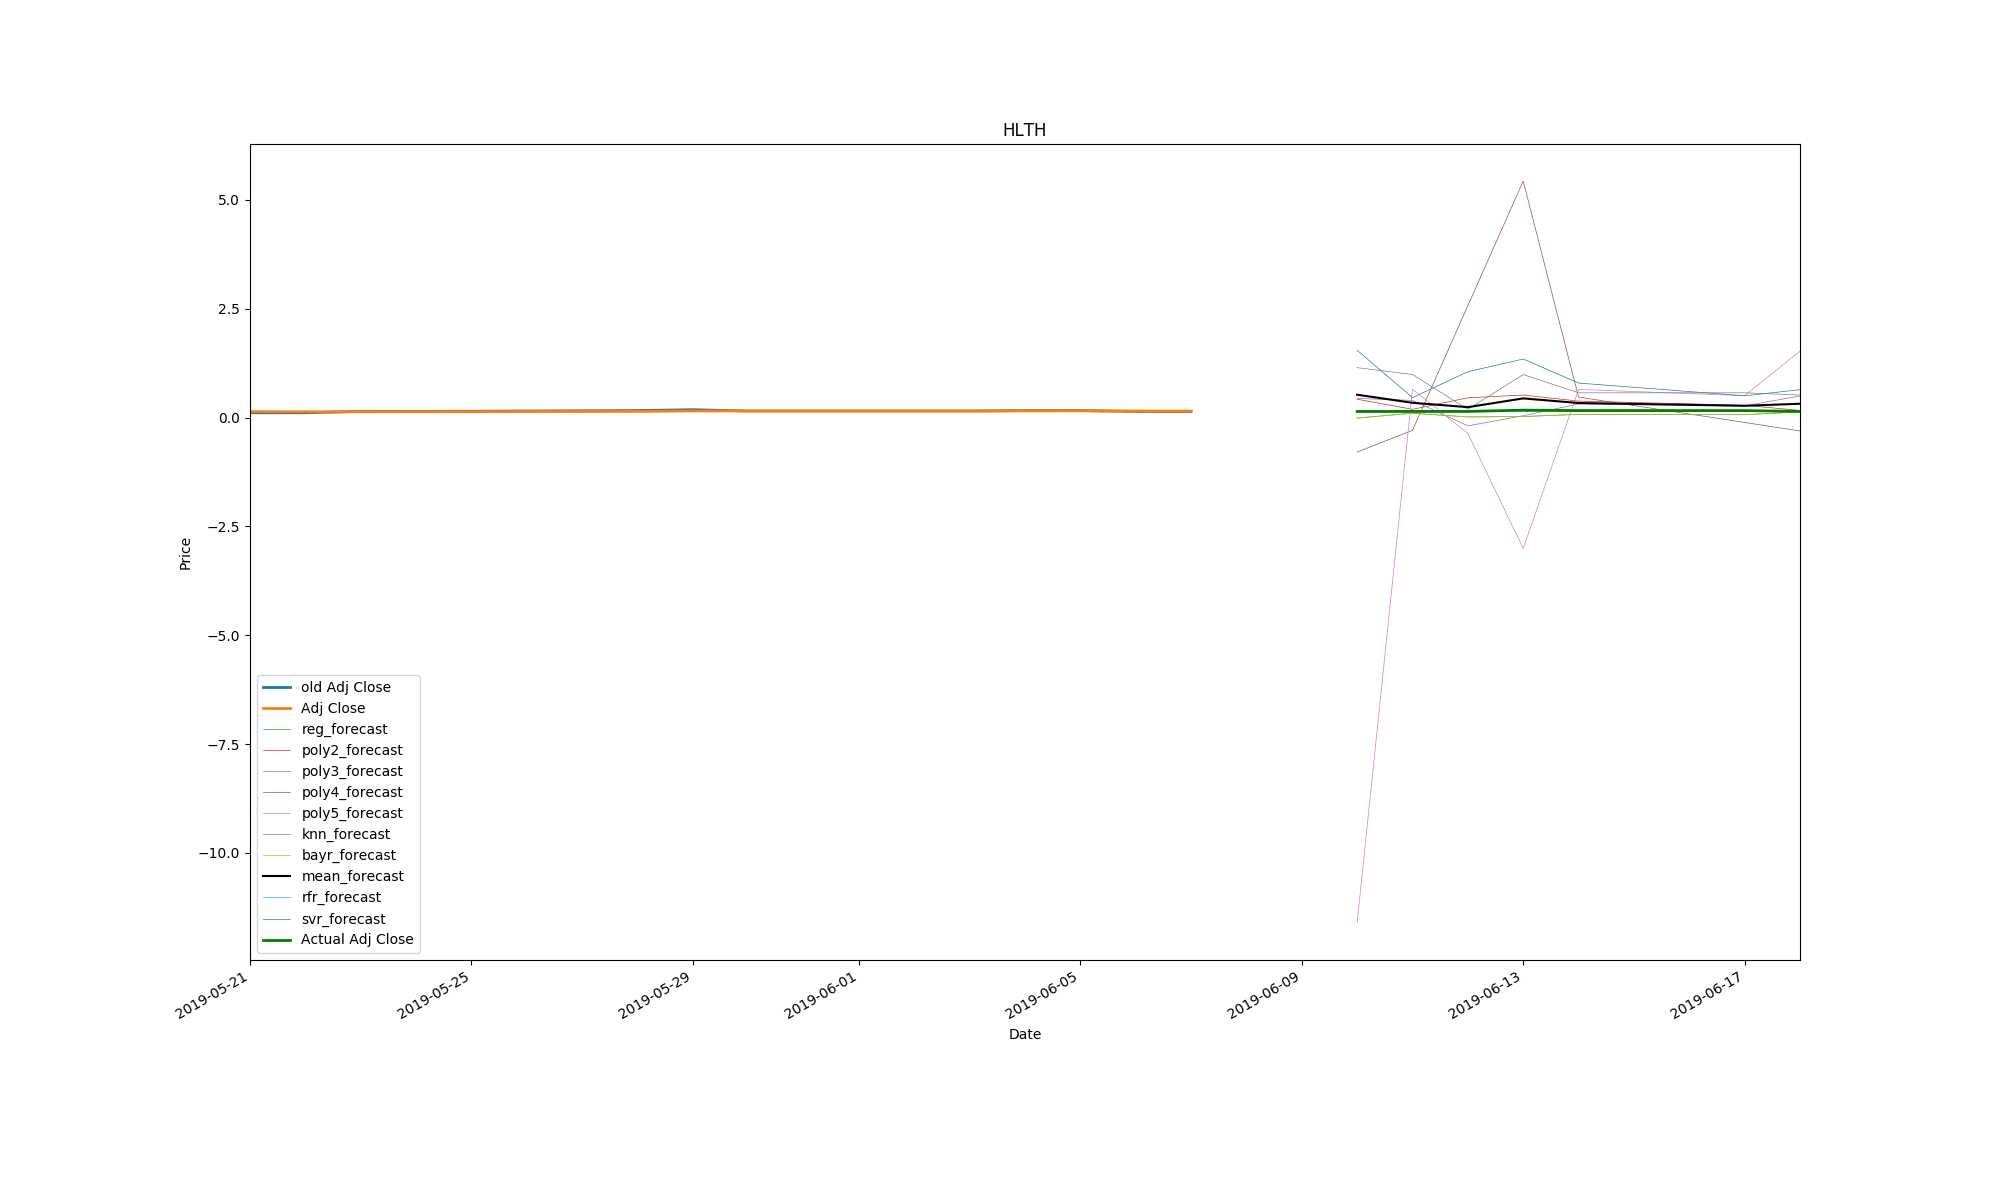 HLTH
5.0
2.5
0.0
−2.5
−5.0
−7.5
−10.0
Price
old Adj Close
Adj Close
reg_forecast
poly2_forecast
poly3_forecast
poly4_forecast
poly5_forecast
knn_forecast
bayr_forecast
mean_forecast
rfr_forecast
svr_forecast
Actual Adj Close
2019-05-21
2019-05-25
2019-05-29
2019-06-01
2019-06-05
2019-06-09
2019-06-13
2019-06-17
Date